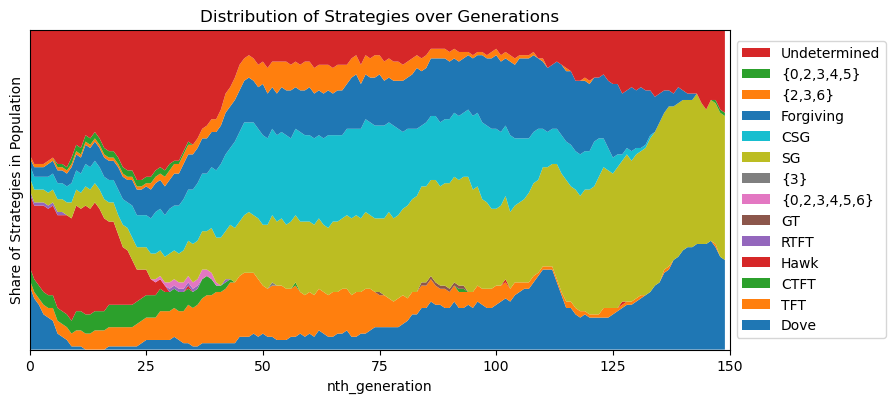 Distribution of Strategies over Generations
Share of Strategies in Population
0 25 50 75 100 125 150
nth_generation
Undetermined
{0,2,3,4,5}
{2,3,6}
Forgiving
CSG
SG
{3}
{0,2,3,4,5,6}
GT
RTFT
Hawk
CTFT
TFT
Dove